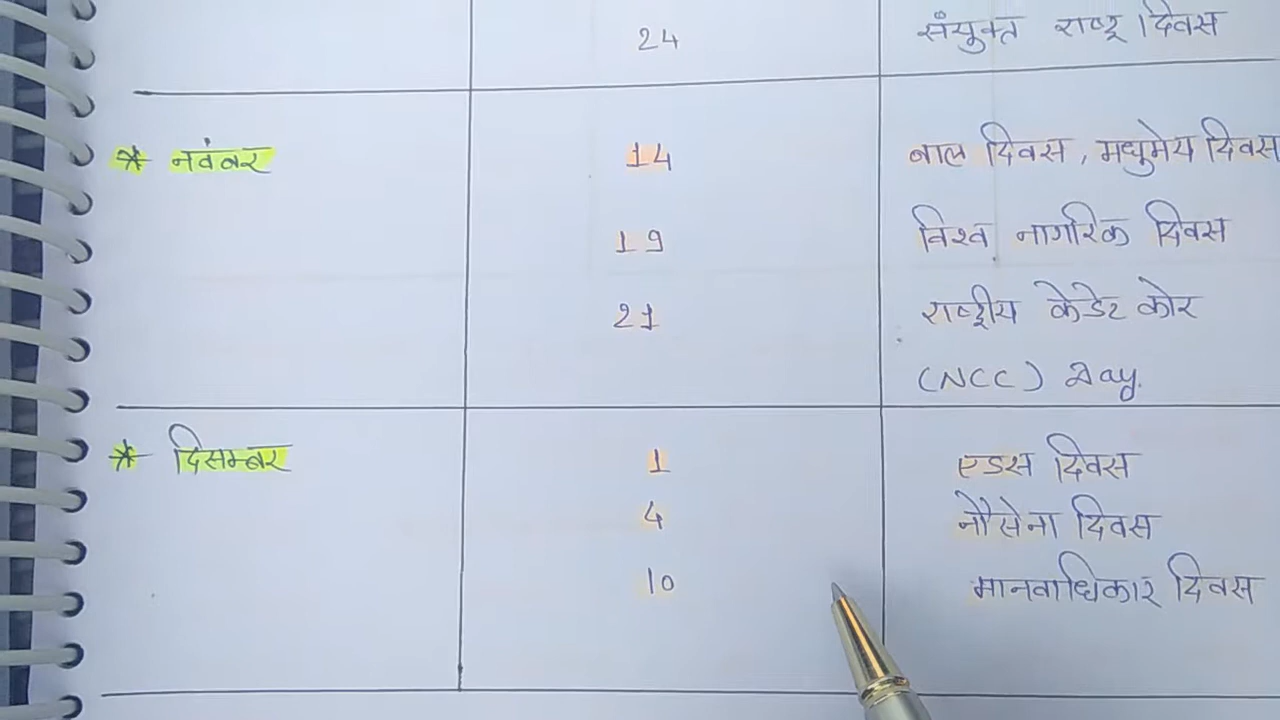 24 संयुक्त राष्ट्र दिवस
* नवंबर 14 बाल दिवस, मधुमेय दिवस
19 विश्व नागरिक दिवस
21 राष्ट्रीय केडेट कोर
(NCC) Day.
* दिसम्बर 1 एडस दिवस
4 नौसेना दिवस
10 मानवाधिकार दिवस